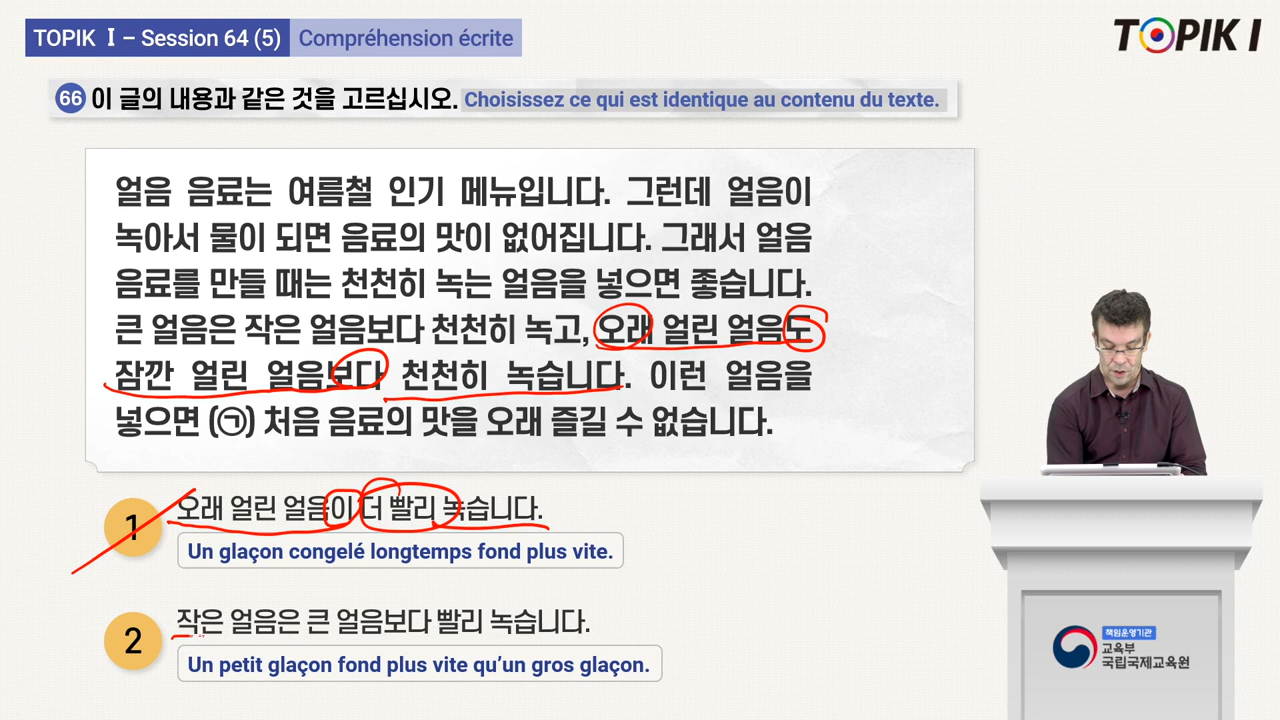 TOPIK Ⅰ – Session 64 (5) Compréhension écrite
TOPIK I
66 이 글의 내용과 같은 것을 고르십시오. Choisissez ce qui est identique au contenu du texte.
얼음 음료는 여름철 인기 메뉴입니다. 그런데 얼음이
녹아서 물이 되면 음료의 맛이 없어집니다. 그래서 얼음
음료를 만들 때는 천천히 녹는 얼음을 넣으면 좋습니다.
큰 얼음은 작은 얼음보다 천천히 녹고, 오래 얼린 얼음도
잠깐 얼린 얼음보다 천천히 녹습니다. 이런 얼음을
넣으면 (㉠) 처음 음료의 맛을 오래 즐길 수 없습니다.
1 오래 얼린 얼음이 더 빨리 녹습니다.
Un glaçon congelé longtemps fond plus vite.
2 작은 얼음은 큰 얼음보다 빨리 녹습니다.
Un petit glaçon fond plus vite qu'un gros glaçon.
책임운영기관
교육부
국립국제교육원